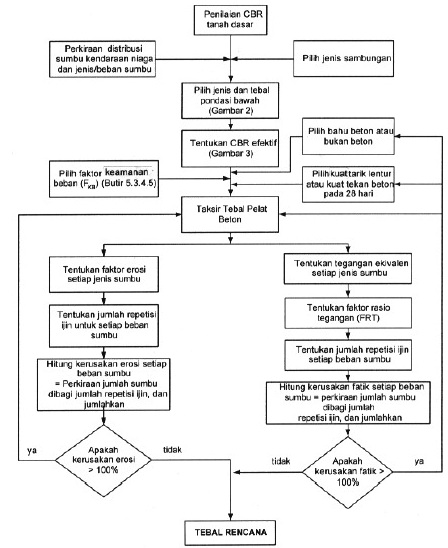 Penilaian CBR
tanah dasar
Perkiraan distribusi
sumbu kendaraan niaga
dan jenis/beban sumbu
Pilih jenis sambungan
Pilih jenis dan tebal
pondasi bawah
(Gambar 2)
Tentukan CBR efektif
(Gambar 3)
Pilih bahu beton atau
bukan beton
Pilih faktor keamanan
beban (FKB) (Butir 5.3.4.5)
Pilih kuat tarik lentur
atau kuat tekan beton
pada 28 hari
Taksir Tebal Pelat
Beton
Tentukan faktor erosi
setiap jenis sumbu
Tentukan jumlah repetisi
ijin untuk setiap beban
sumbu
Hitung kerusakan erosi setiap
beban sumbu
= Perkiraan jumlah sumbu
dibagi jumlah repetisi ijin, dan
jumlahkan
Tentukan tegangan ekivalen
setiap jenis sumbu
Tentukan faktor rasio
tegangan (FRT)
Tentukan jumlah repetisi ijin
setiap beban sumbu
Hitung kerusakan fatik setiap beban
sumbu = perkiraan jumlah sumbu
dibagi jumlah
repetisi ijin, dan jumlahkan
ya
Apakah
kerusakan erosi
> 100%
tidak
tidak
Apakah
kerusakan fatik >
100%
ya
TEBAL RENCANA